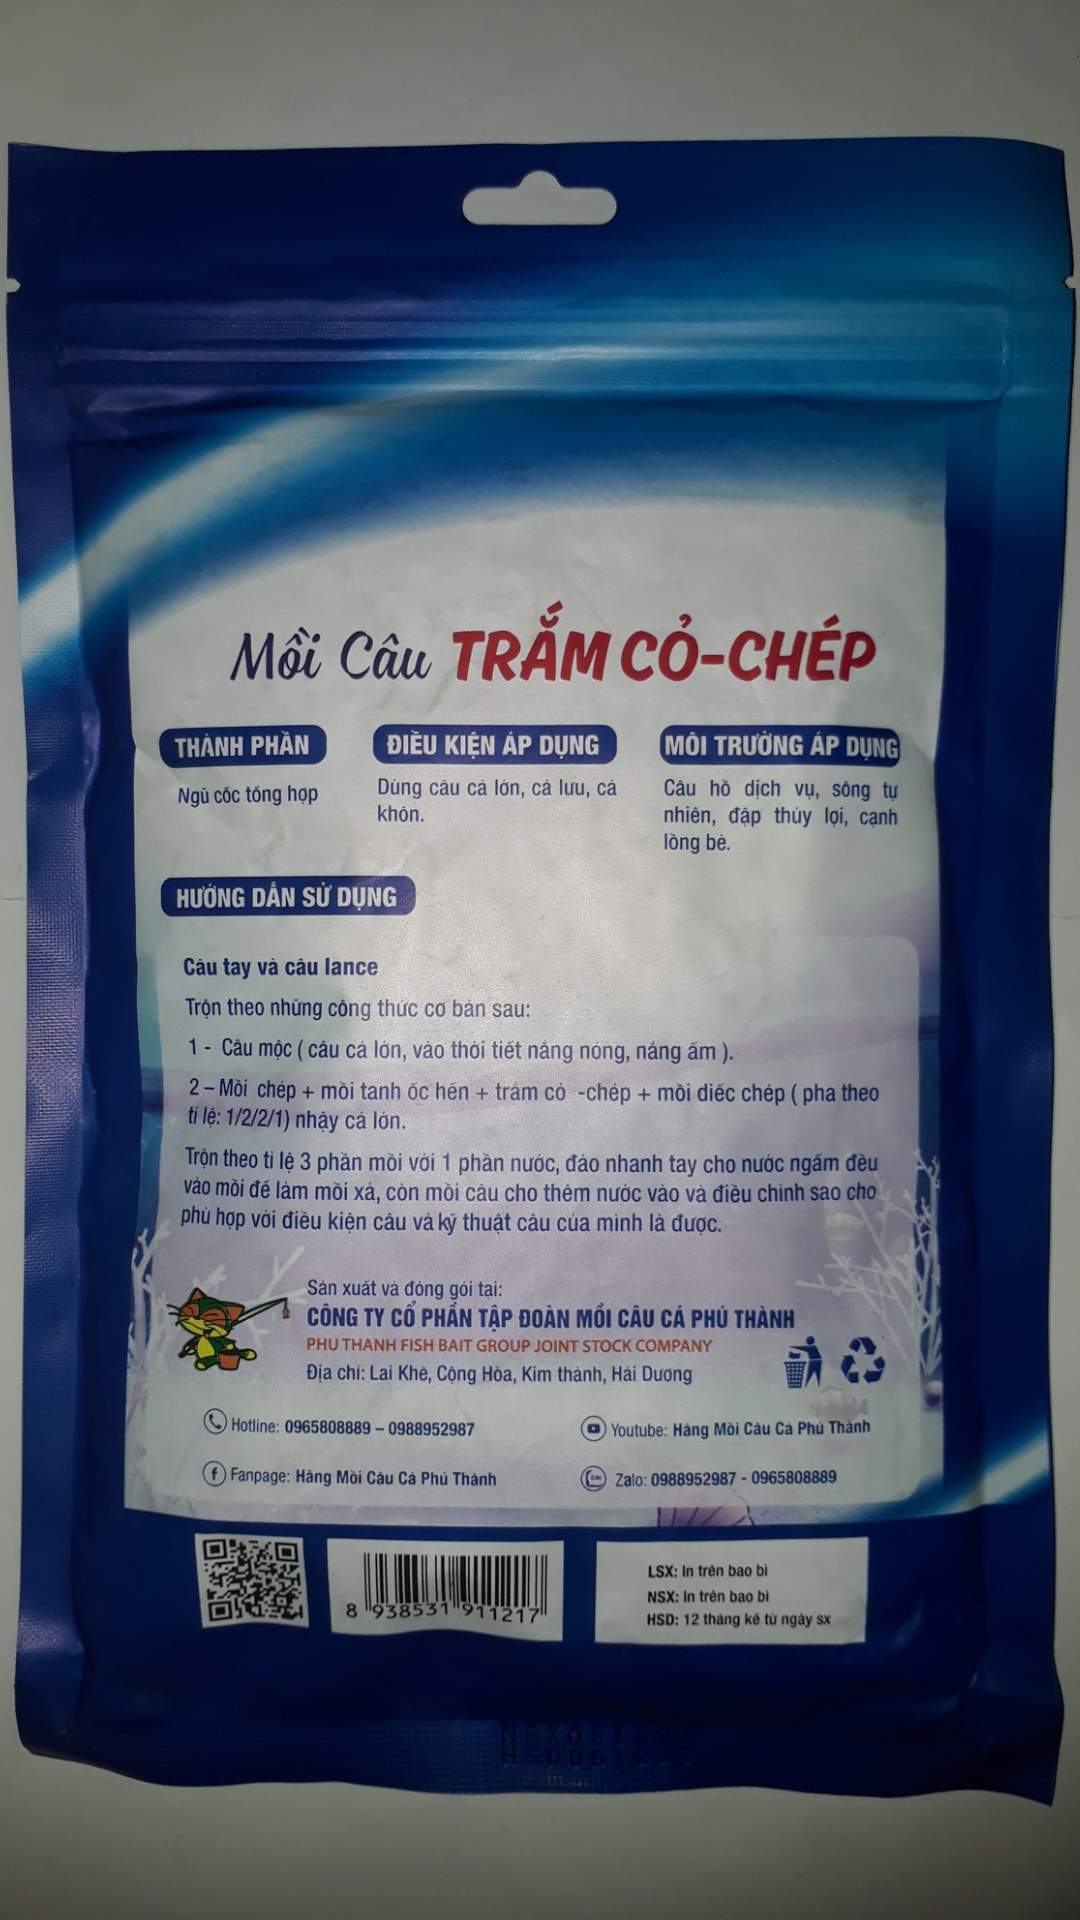 Mồi Câu TRẮM CỎ-CHÉP
THÀNH PHẦN
Ngũ cốc tổng hợp
ĐIỀU KIỆN ÁP DỤNG
Dùng câu cá lớn, cá lưu, cá
khôn.
MÔI TRƯỜNG ÁP DỤNG
Câu hồ dịch vụ, sông tự
nhiên, đập thủy lợi, cạnh
lồng bè.
HƯỚNG DẪN SỬ DỤNG
Câu tay và câu lance
Trộn theo những công thức cơ bản sau:
1 - Câu mộc ( câu cá lớn, vào thời tiết nắng nóng, nắng ấm ).
2 – Mồi chép + mồi tanh ốc hến + trắm cỏ -chép + mồi diếc chép ( pha theo
tỉ lệ: 1/2/2/1) nhậy cá lớn.
Trộn theo tỉ lệ 3 phần mồi với 1 phần nước, đảo nhanh tay cho nước ngấm đều
vào mồi để làm mồi xả, còn mồi câu cho thêm nước vào và điều chỉnh sao cho
phù hợp với điều kiện câu và kỹ thuật câu của mình là được.
Sản xuất và đóng gói tại:
CÔNG TY CỔ PHẦN TẬP ĐOÀN MỒI CÂU CÁ PHÚ THÀNH
PHU THANH FISH BAIT GROUP JOINT STOCK COMPANY
Địa chỉ: Lai Khê, Cộng Hòa, Kim thành, Hải Dương
Hotline: 0965808889 – 0988952987
Youtube: Hãng Mồi Câu Cá Phú Thành
Fanpage: Hãng Mồi Câu Cá Phú Thành
Zalo: 0988952987 - 0965808889
8 938531 911217
LSX: In trên bao bì
NSX: In trên bao bì
HSD: 12 tháng kể từ ngày sx
NSX061221
HSD061222